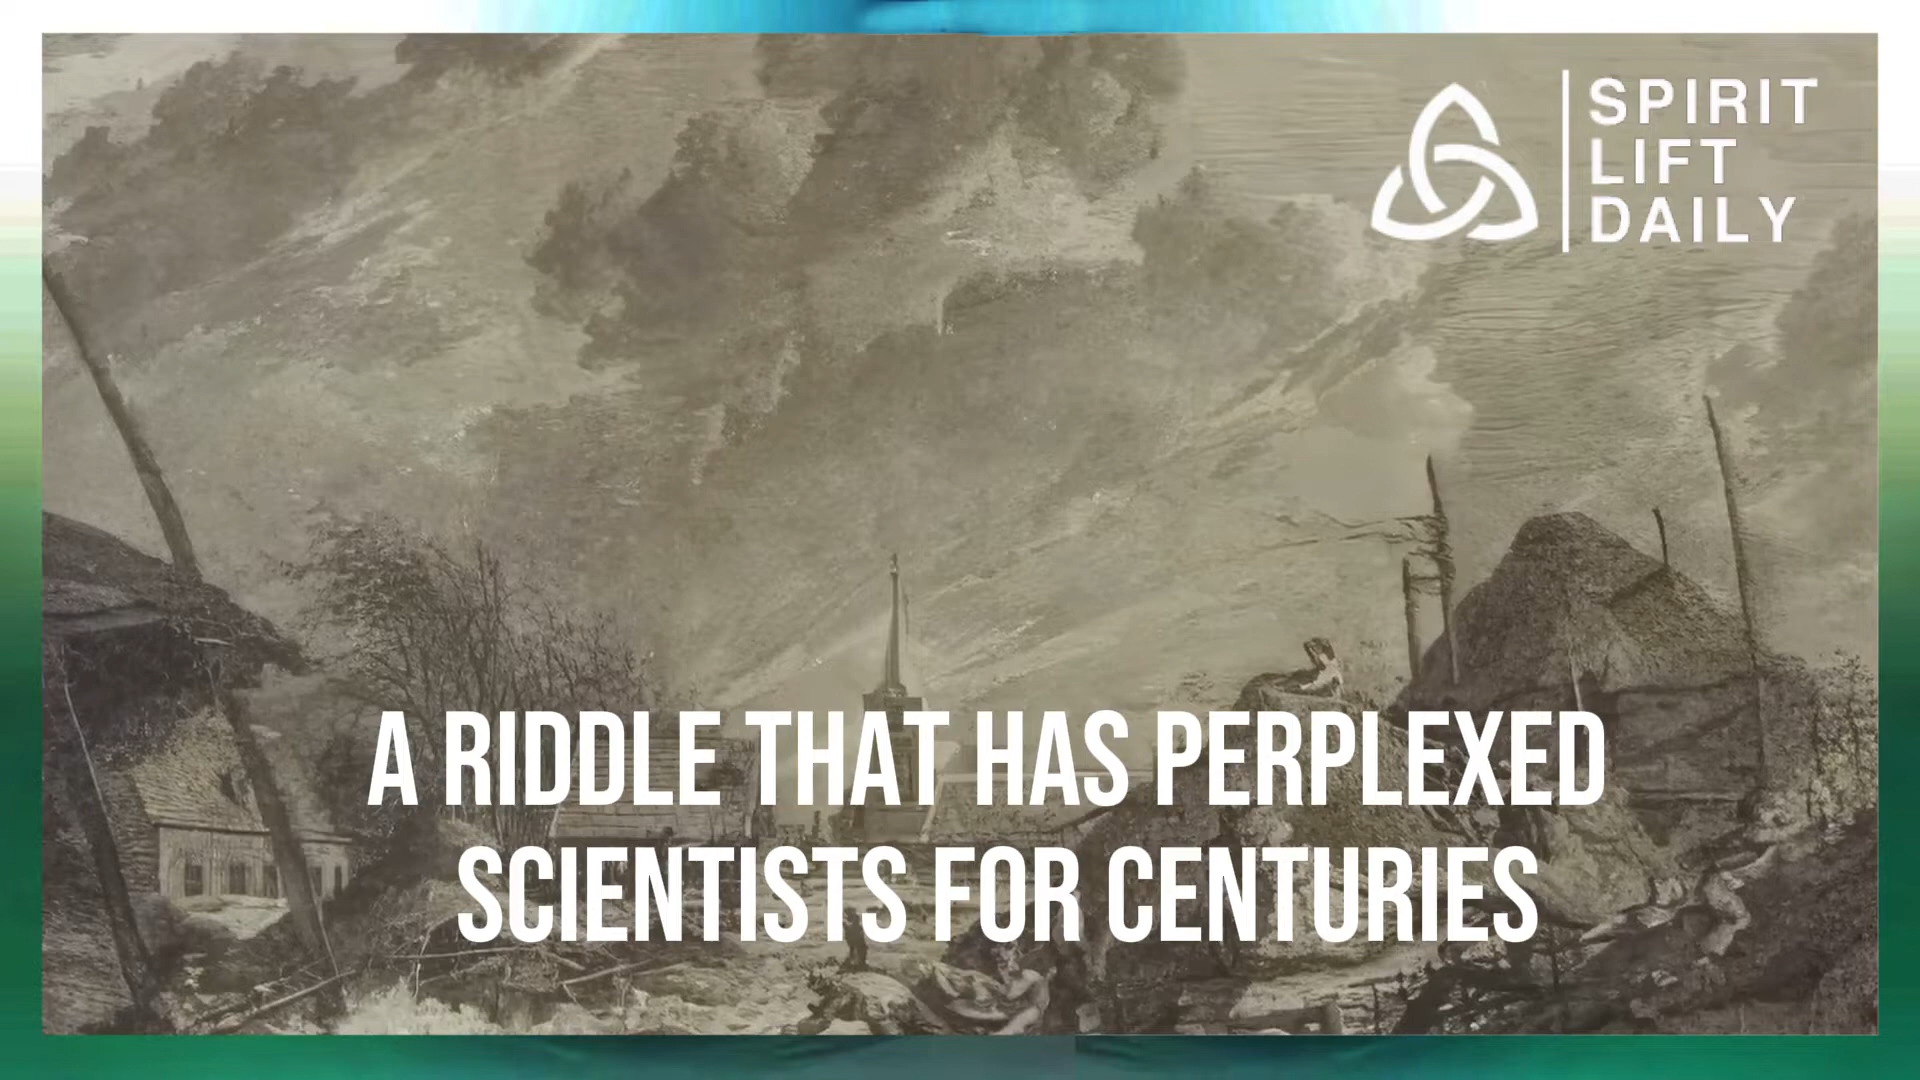 SPIRIT
LIFT
DAILY
A RIDDLE THAT HAS PERPLEXED
SCIENTISTS FOR CENTURIES